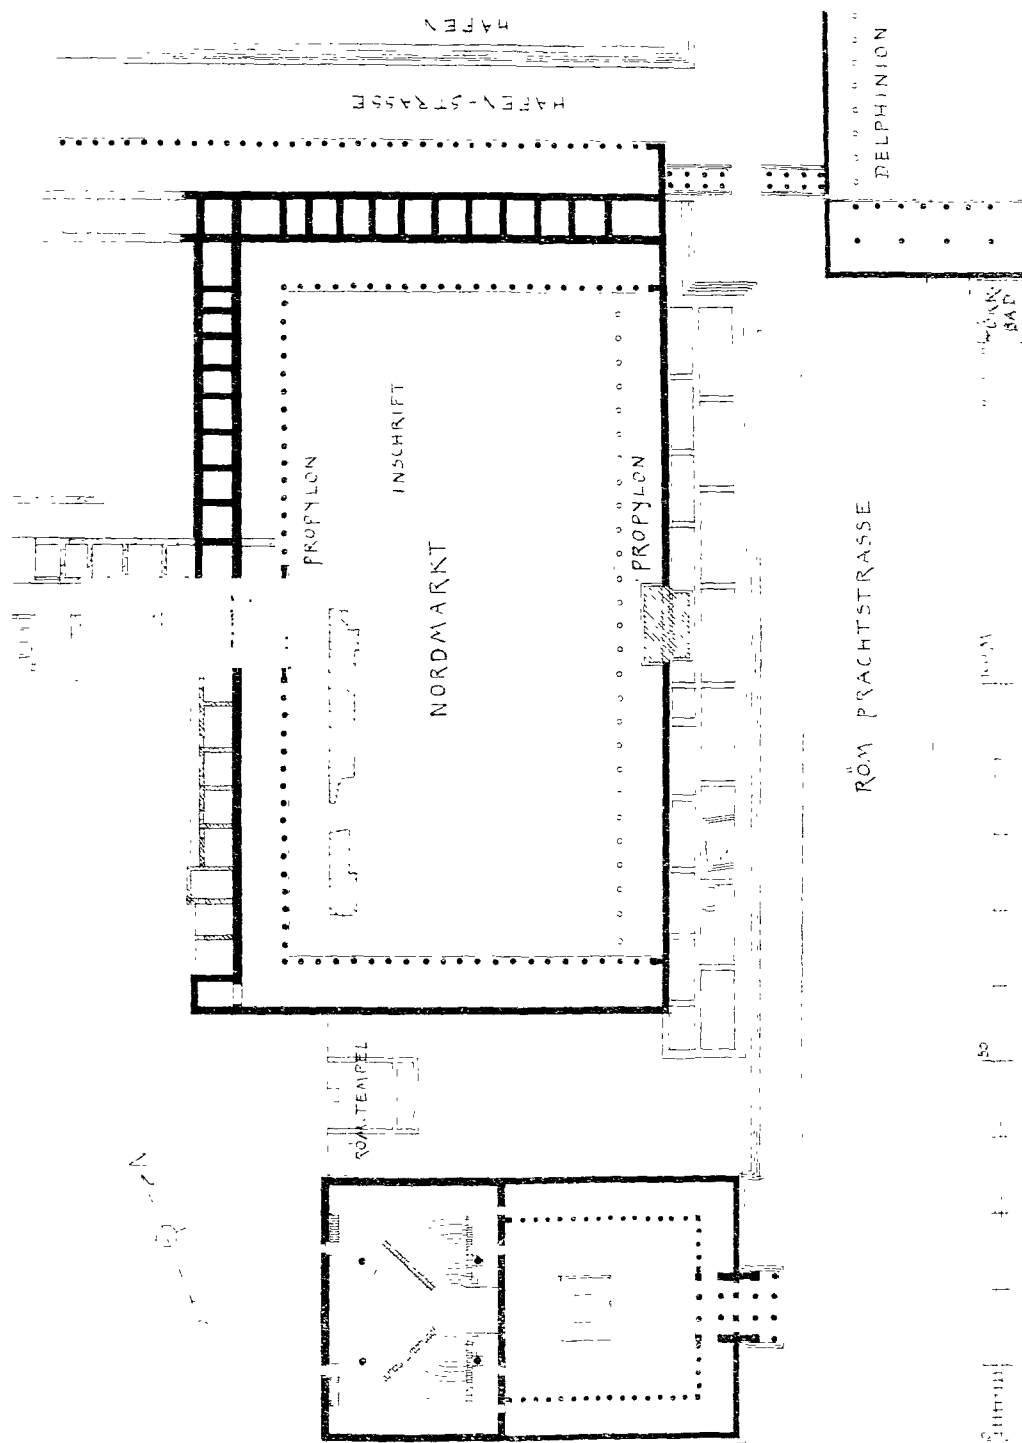 HAFEN
HAFEN-STRASSE
DELPHINION
BAD
INSCHRIFT
PROPYLON
PROPYLON
NORDMARKT
RÖM PRACHTSTRASSE
RÖM.TEMPEL
50